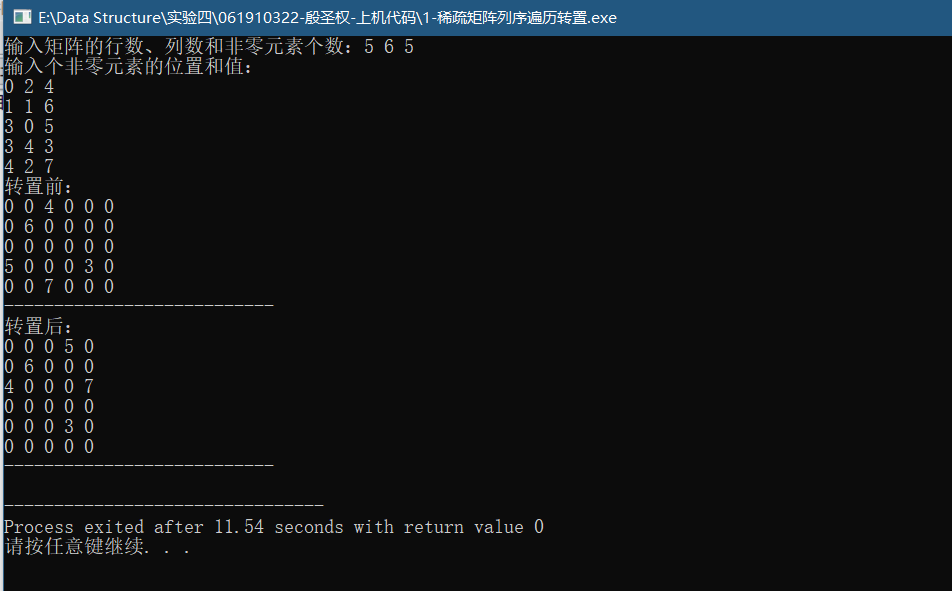 E:\Data Structure\实验四\061910322-殷圣权-上机代码\1-稀疏矩阵列序遍历转置.exe
输入矩阵的行数、列数和非零元素个数：5 6 5
输入个非零元素的位置和值：
0 2 4
1 1 6
3 0 5
3 4 3
4 2 7
转置前：
0 0 4 0 0 0
0 6 0 0 0 0
0 0 0 0 0 0
5 0 0 0 3 0
0 0 7 0 0 0
---------------------------
转置后：
0 0 0 5 0
0 6 0 0 0
4 0 0 0 7
0 0 0 0 0
0 0 0 3 0
0 0 0 0 0
---------------------------
--------------------------------
Process exited after 11.54 seconds with return value 0
请按任意键继续. . .